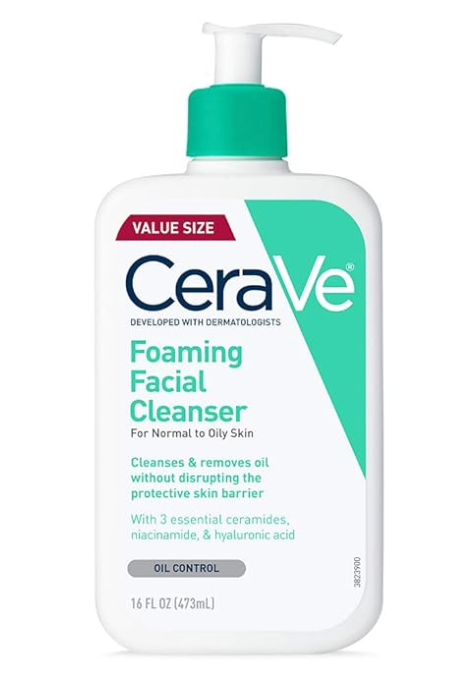 VALUE SIZE
CeraVe®
DEVELOPED WITH DERMATOLOGISTS
Foaming
Facial
Cleanser
For Normal to Oily Skin
Cleanses & removes oil
without disrupting the
protective skin barrier
With 3 essential ceramides,
niacinamide, & hyaluronic acid
OIL CONTROL
3823900
16 FL OZ (473mL)